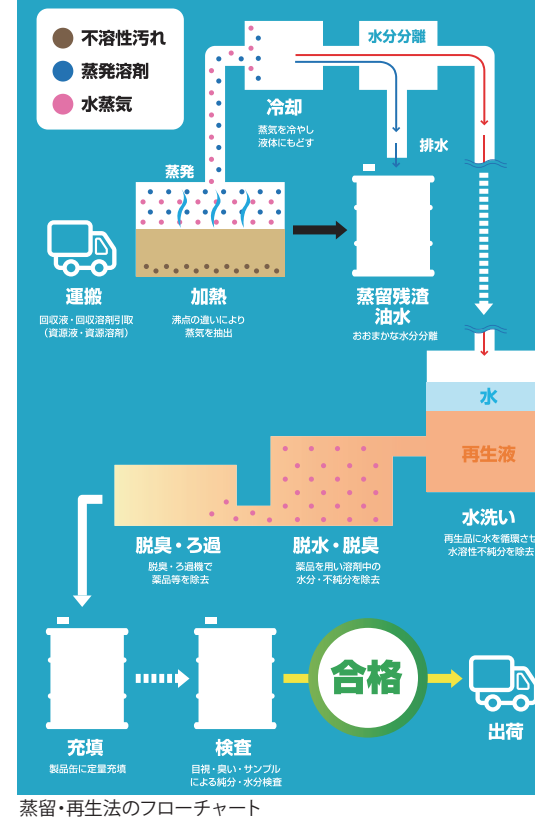 不溶性汚れ
蒸発溶剤
水蒸気
水分分離
冷却
蒸気を冷やし
液体にもどす
排水
蒸発
運搬
回収液・回収溶剤引取
（資源液・資源溶剤）
加熱
沸点の違いにより
蒸気を抽出
蒸留残渣
油水
おおまかな水分分離
水
再生液
水洗い
再生品に水を循環させ
水溶性不純分を除去
脱水・脱臭
薬品を用い溶剤中の
水分・不純分を除去
脱臭・ろ過
脱臭・ろ過機で
薬品等を除去
充填
製品缶に定量充填
検査
目視・臭い・サンプル
による純分・水分検査
合格
出荷
蒸留・再生法のフローチャート